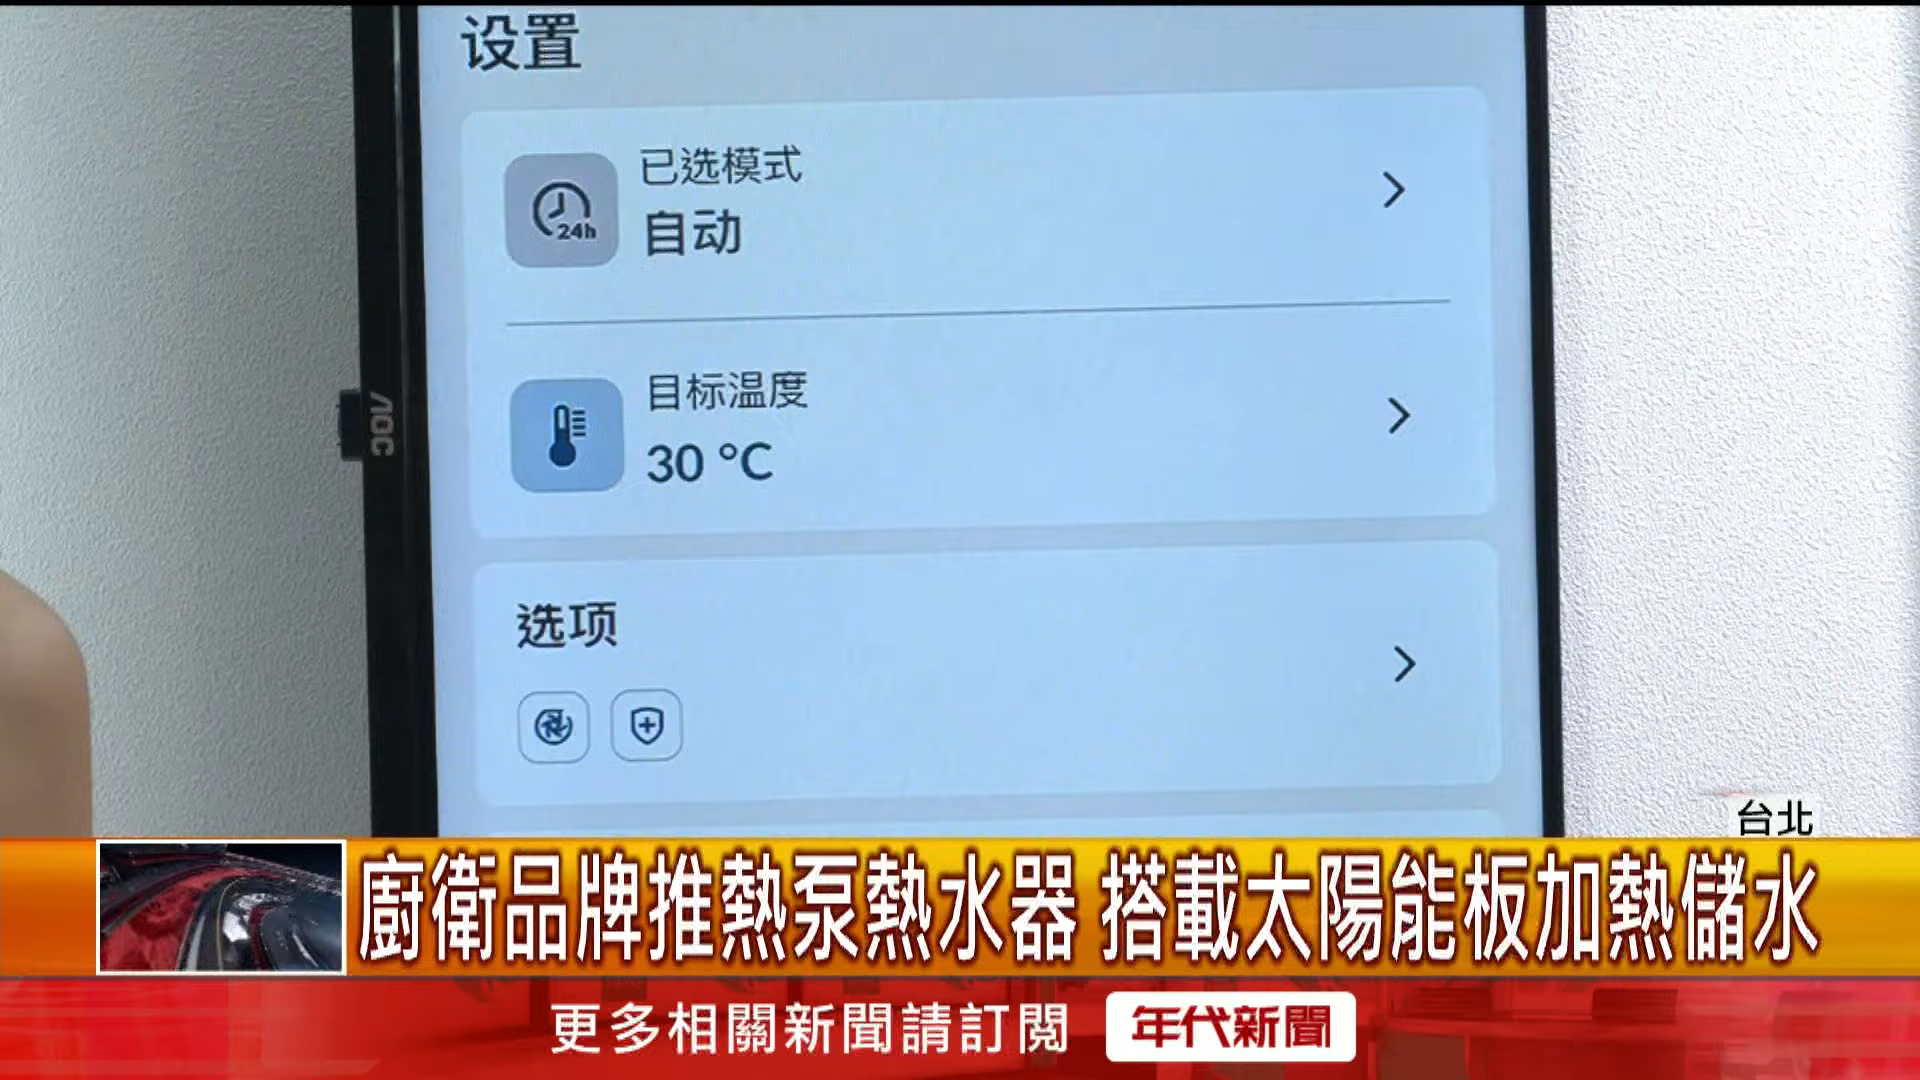 设置
已选模式
24h
自动
目标温度
30 °C
AOC
选项
台北
廚衛品牌推熱泵熱水器 搭載太陽能板加熱儲水
更多相關新聞請訂閱 年代新聞